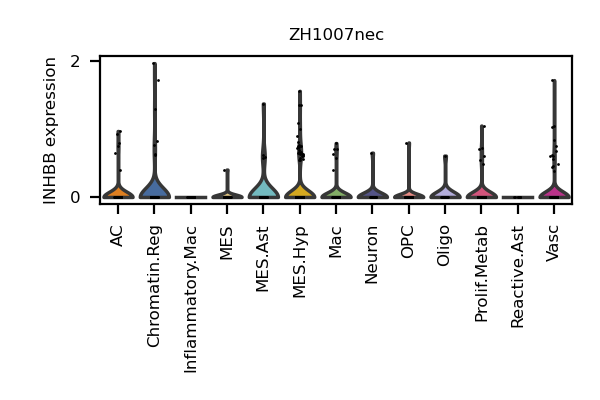 ZH1007nec
INHBB expression
2
0
AC
Chromatin.Reg
Inflammatory.Mac
MES
MES.Ast
MES.Hyp
Mac
Neuron
OPC
Oligo
Prolif.Metab
Reactive.Ast
Vasc